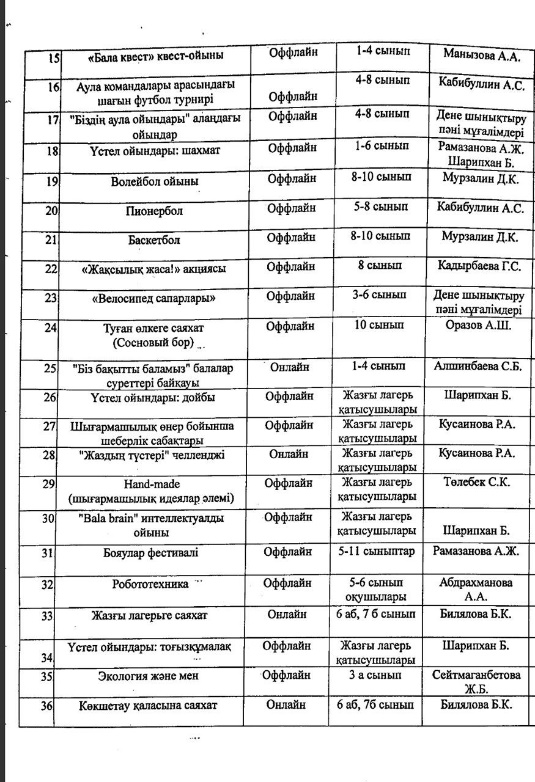 15 «Бала квест» квест-ойыны Оффлайн 1-4 сынып Манызова А.А.
16 Аула командалары арасындағы шағын футбол турнирі Оффлайн 4-8 сынып Кабибуллин А.С.
17 "Біздің аула ойындары" алаңдағы ойындар Оффлайн 4-8 сынып Дене шынықтыру пәні мұғалімдері
18 Үстел ойындары: шахмат Оффлайн 1-6 сынып Рамазанова А.Ж. Шарипхан Б.
19 Волейбол ойыны Оффлайн 8-10 сынып Мурзалин Д.К.
20 Пионербол Оффлайн 5-8 сынып Кабибуллин А.С.
21 Баскетбол Оффлайн 8-10 сынып Мурзалин Д.К.
22 «Жақсылық жаса!» акциясы Оффлайн 8 сынып Кадырбаева Г.С.
23 «Велосипед сапарлары» Оффлайн 3-6 сынып Дене шынықтыру пәні мұғалімдері
24 Туған өлкеге саяхат (Сосновый бор) Оффлайн 10 сынып Оразов А.Ш.
25 "Біз бақытты баламыз" балалар суреттері байқауы Онлайн 1-4 сынып Алшинбаева С.Б.
26 Үстел ойындары: дойбы Оффлайн Жазғы лагерь қатысушылары Шарипхан Б.
27 Шығармашылық өнер бойынша шеберлік сабақтары Оффлайн Жазғы лагерь қатысушылары Кусаинова Р.А.
28 "Жаздың түстері" челленджі Онлайн Жазғы лагерь қатысушылары Кусаинова Р.А.
29 Hand-made (шығармашылық идеялар әлемі) Оффлайн Жазғы лагерь қатысушылары Төлебек С.К.
30 "Bala brain" интеллектуалды ойыны Оффлайн Жазғы лагерь қатысушылары Шарипхан Б.
31 Бояулар фестивалі Оффлайн 5-11 сыныптар Рамазанова А.Ж.
32 Робототехника Оффлайн 5-6 сынып оқушылары Абдрахманова А.А.
33 Жазғы лагерьге саяхат Онлайн 6 аб, 7 б сынып Билялова Б.К.
34 Үстел ойындары: тоғызқұмалақ Оффлайн Жазғы лагерь қатысушылары Шарипхан Б.
35 Экология және мен Оффлайн 3 а сынып Сейтмаганбетова Ж.Б.
36 Көкшетау қаласына саяхат Онлайн 6 аб, 7б сынып Билялова Б.К.